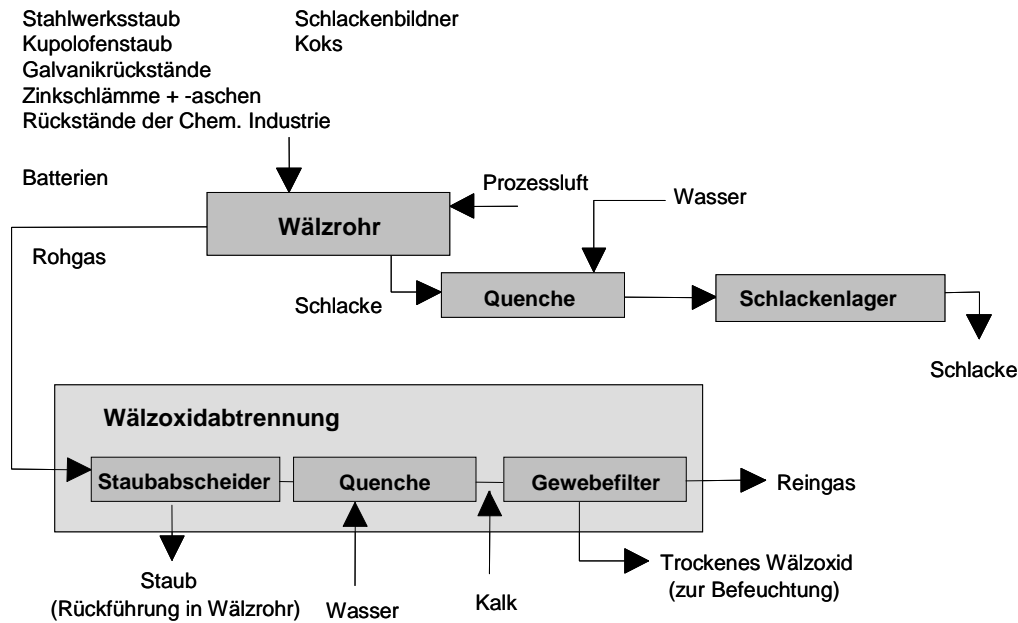 Stahlwerksstaub
Kupolofenstaub
Galvanikrückstände
Zinkschlämme + -aschen
Rückstände der Chem. Industrie
Schlackenbildner
Koks
Batterien
Prozessluft
Wasser
Wälzrohr
Rohgas
Schlacke
Quenche
Schlackenlager
Schlacke
Wälzoxidabtrennung
Staubabscheider
Quenche
Gewebefilter
Reingas
Staub
(Rückführung in Wälzrohr)
Wasser
Kalk
Trockenes Wälzoxid
(zur Befeuchtung)